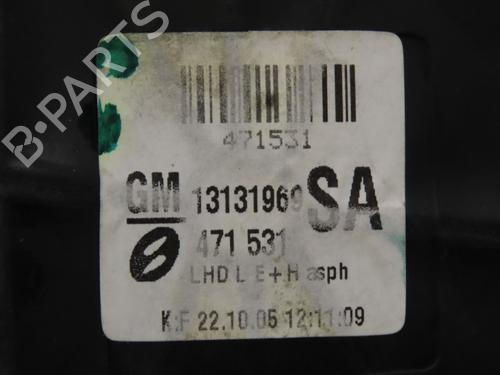 B-PARTS
471531
GM 13131969 SA
471 531
LHD L E+H asph
K:F 22.10.05 12:11:09